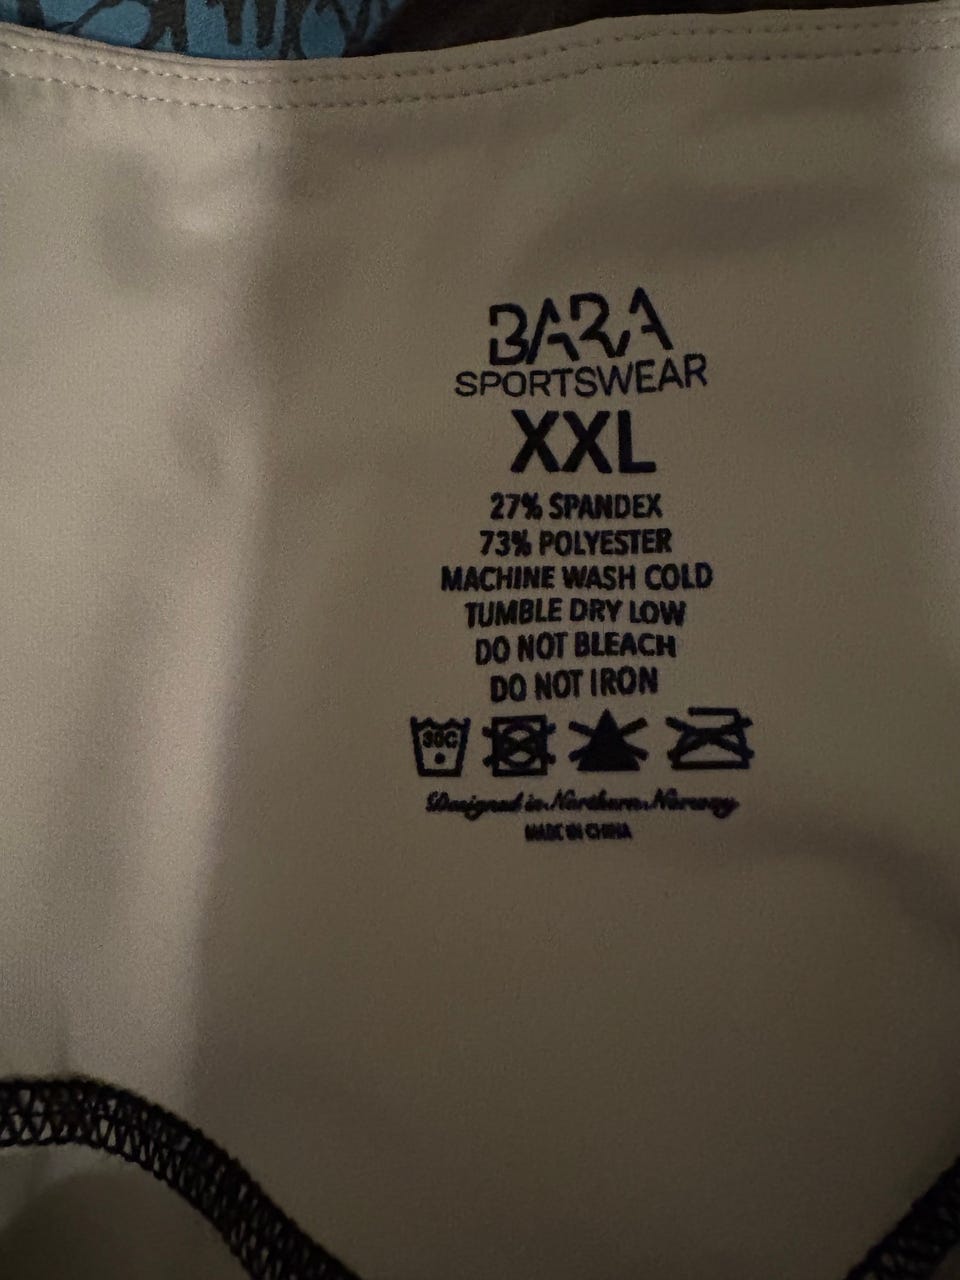 BARA
SPORTSWEAR
XXL
27% SPANDEX
73% POLYESTER
MACHINE WASH COLD
TUMBLE DRY LOW
DO NOT BLEACH
DO NOT IRON
30C
Designed in Northern Norway
MADE IN CHINA